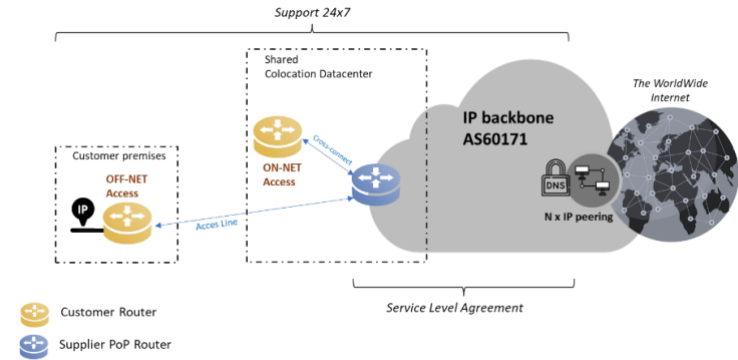 Support 24x7
Shared
Colocation Datacenter
The WorldWide
Internet
IP backbone
AS60171
Cross-connect
Customer premises
ON-NET
Access
OFF-NET
Access
IP
DNS
N x IP peering
Acces Line
Service Level Agreement
Customer Router
Supplier PoP Router